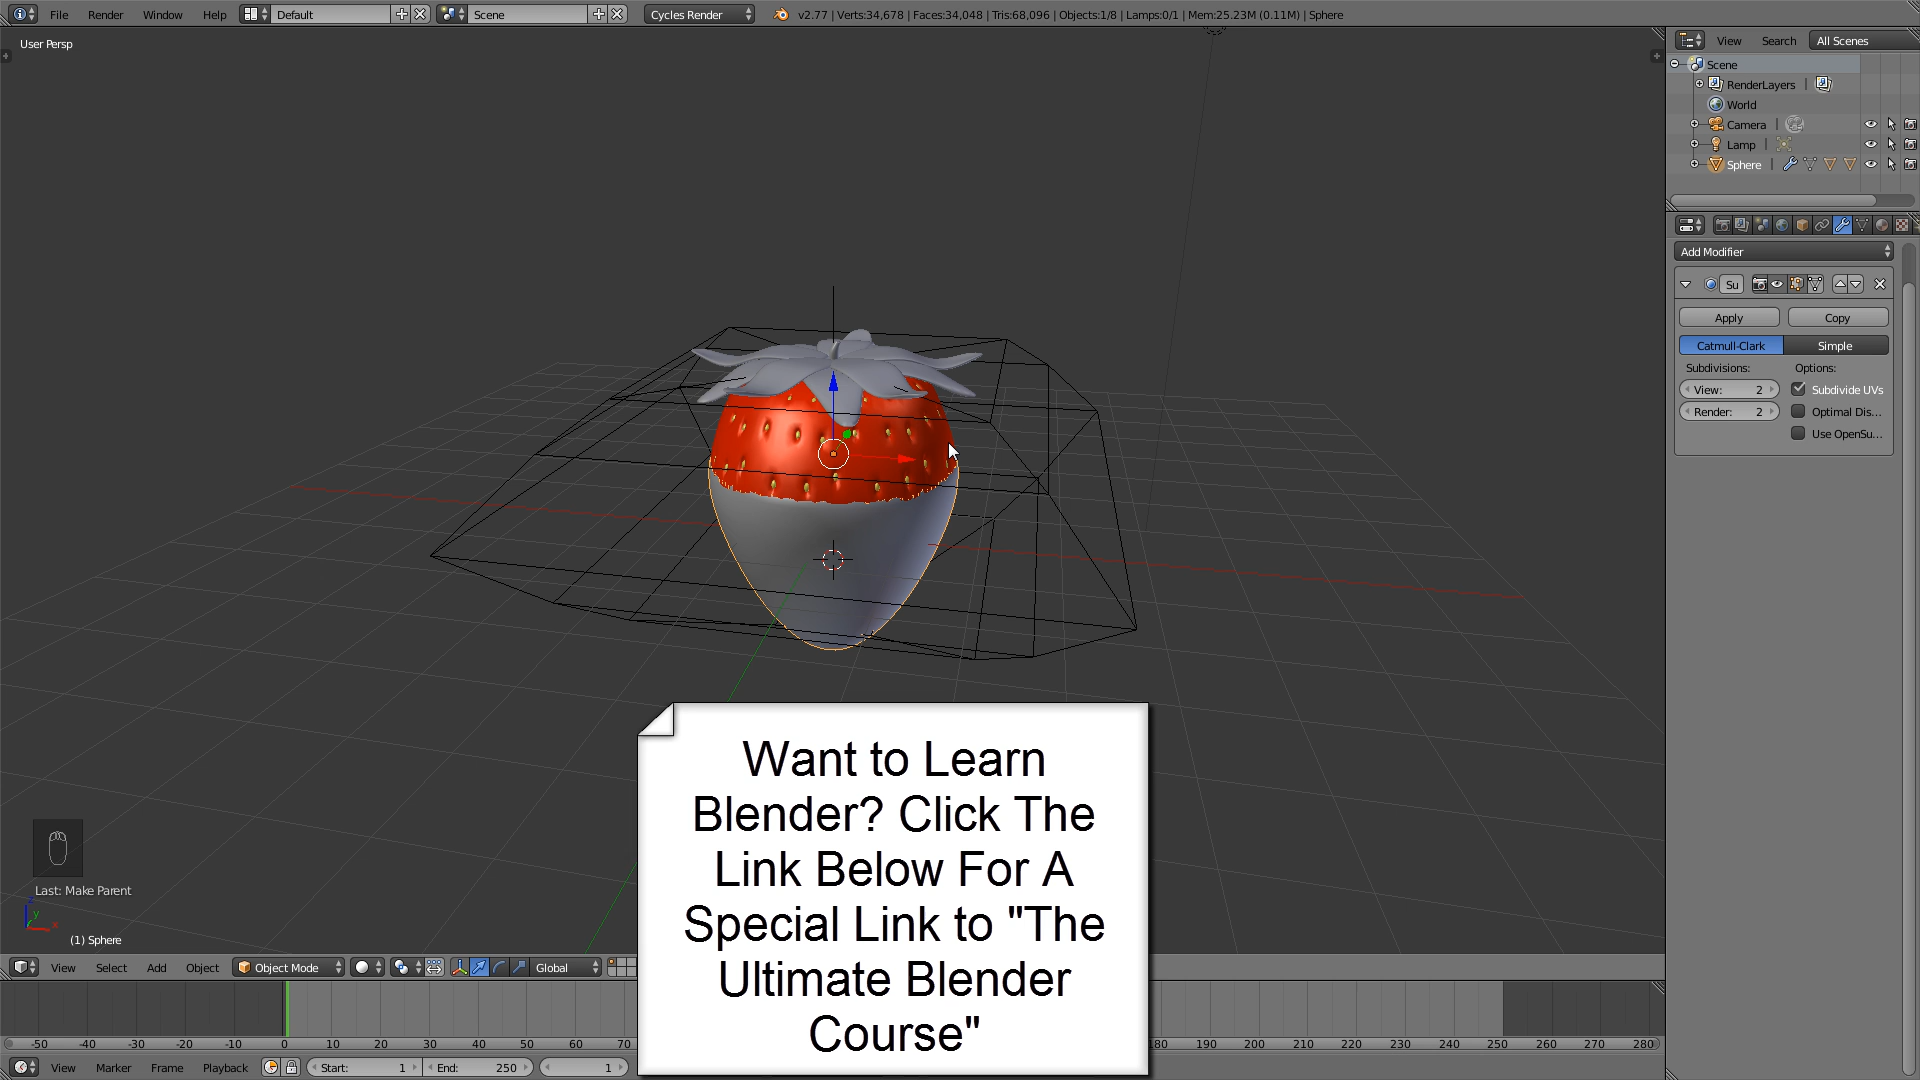 File Render Window Help Default Scene Cycles Render v2.77 | Verts:34,678 | Faces:34,048 | Tris:68,096 | Objects:1/8 | Lamps:0/1 | Mem:25.23M (0.11M) | Sphere
User Persp
View Search All Scenes
Scene
RenderLayers
World
Camera
Lamp
Sphere
Add Modifier
Su
Apply Copy
Catmull-Clark Simple
Subdivisions: Options:
View: 2 Subdivide UVs
Render: 2 Optimal Dis...
Use OpenSu...
Want to Learn
Blender? Click The
Link Below For A
Special Link to "The
Ultimate Blender
Course"
Last: Make Parent
z
y
x
(1) Sphere
View Select Add Object Object Mode Global
-50 -40 -30 -20 -10 0 10 20 30 40 50 60 70 180 190 200 210 220 230 240 250 260 270 280
View Marker Frame Playback Start: 1 End: 250 1